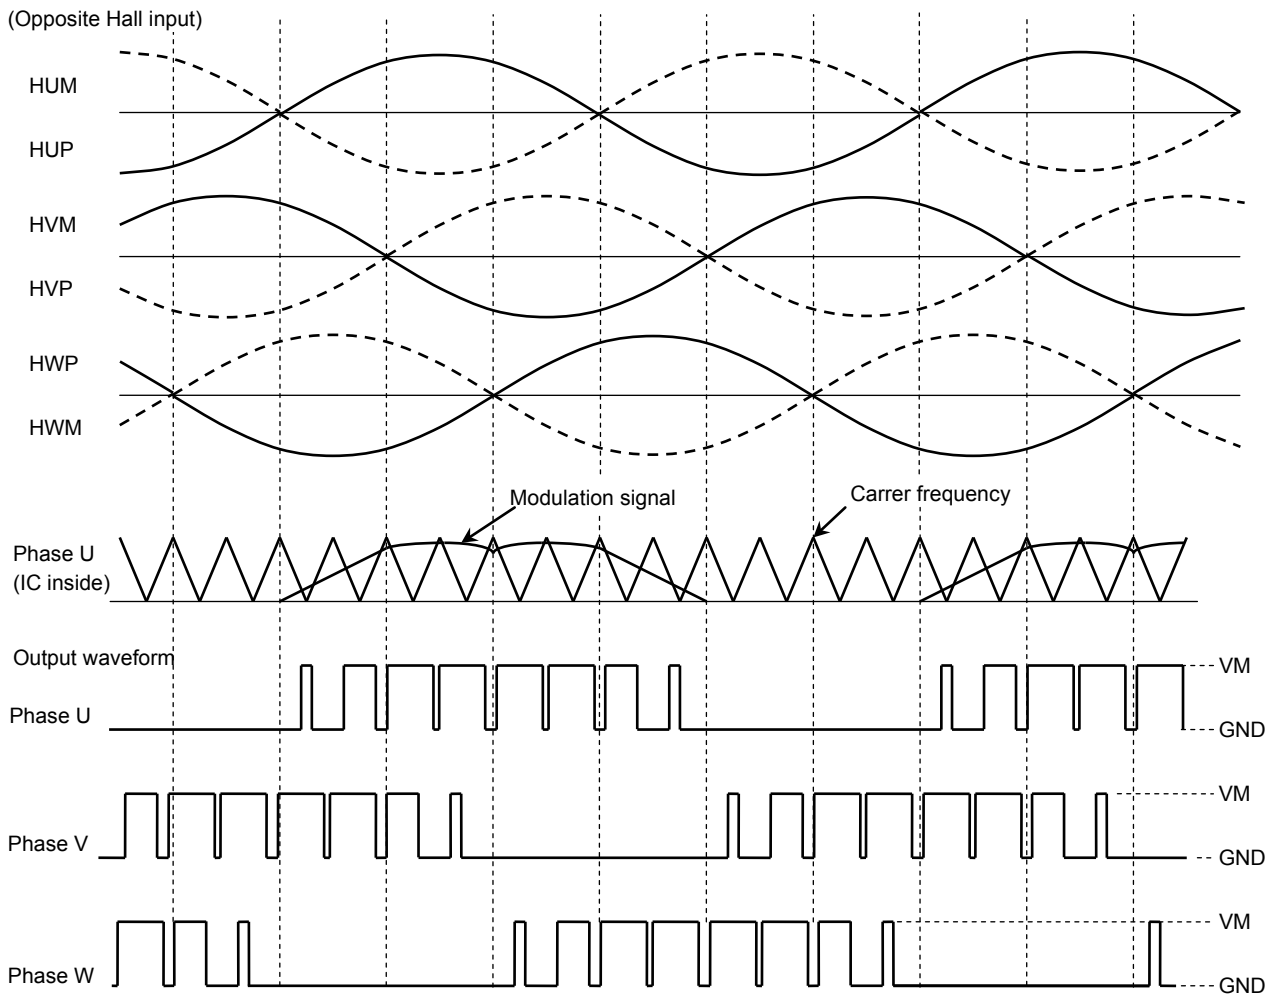 (Opposite Hall input)
HUM
HUP
HVM
HVP
HWP
HWM
Modulation signal
Carrer frequency
Phase U
(IC inside)
Output waveform
VM
Phase U
GND
VM
Phase V
GND
VM
Phase W
GND